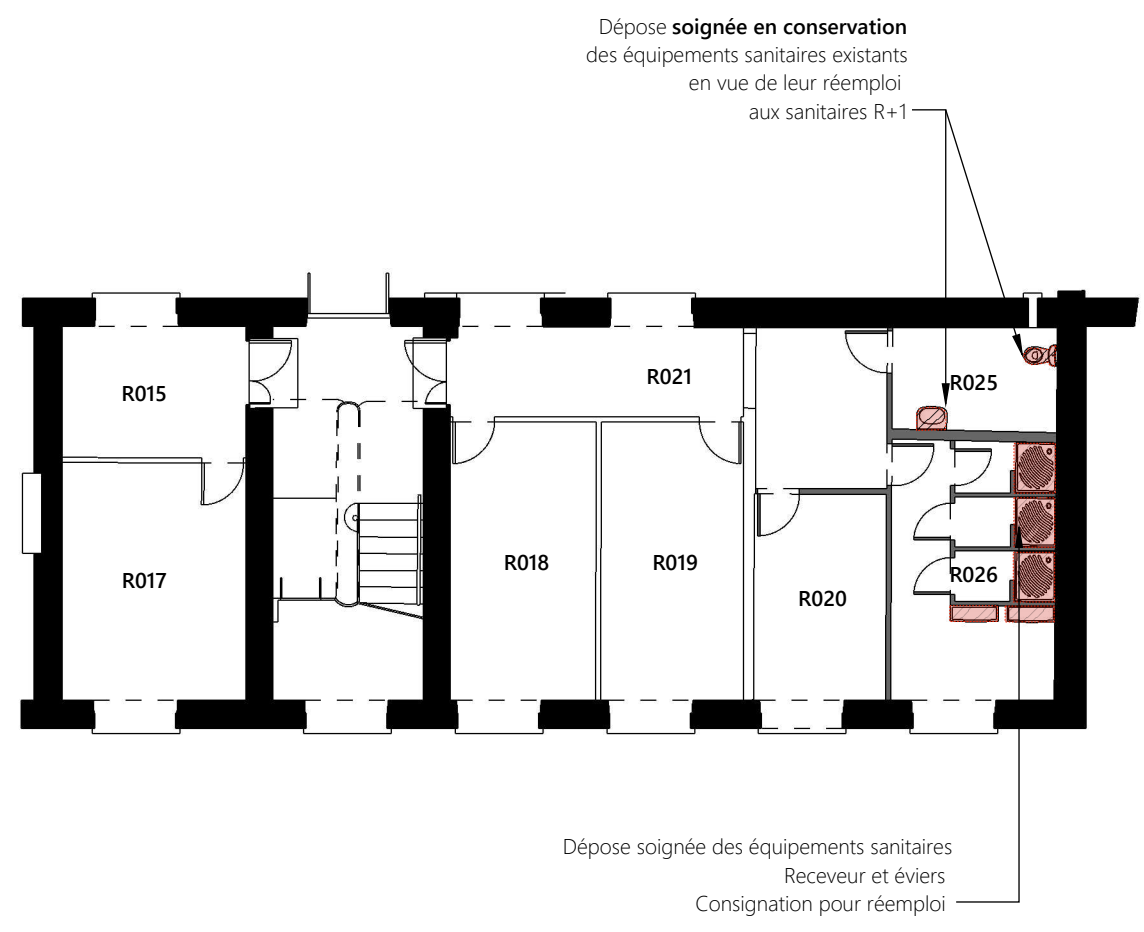 Dépose soignée en conservation
des équipements sanitaires existants
en vue de leur réemploi
aux sanitaires R+1
R015
R021
R025
R017
R018
R019
R020
R026
Dépose soignée des équipements sanitaires
Receveur et éviers
Consignation pour réemploi